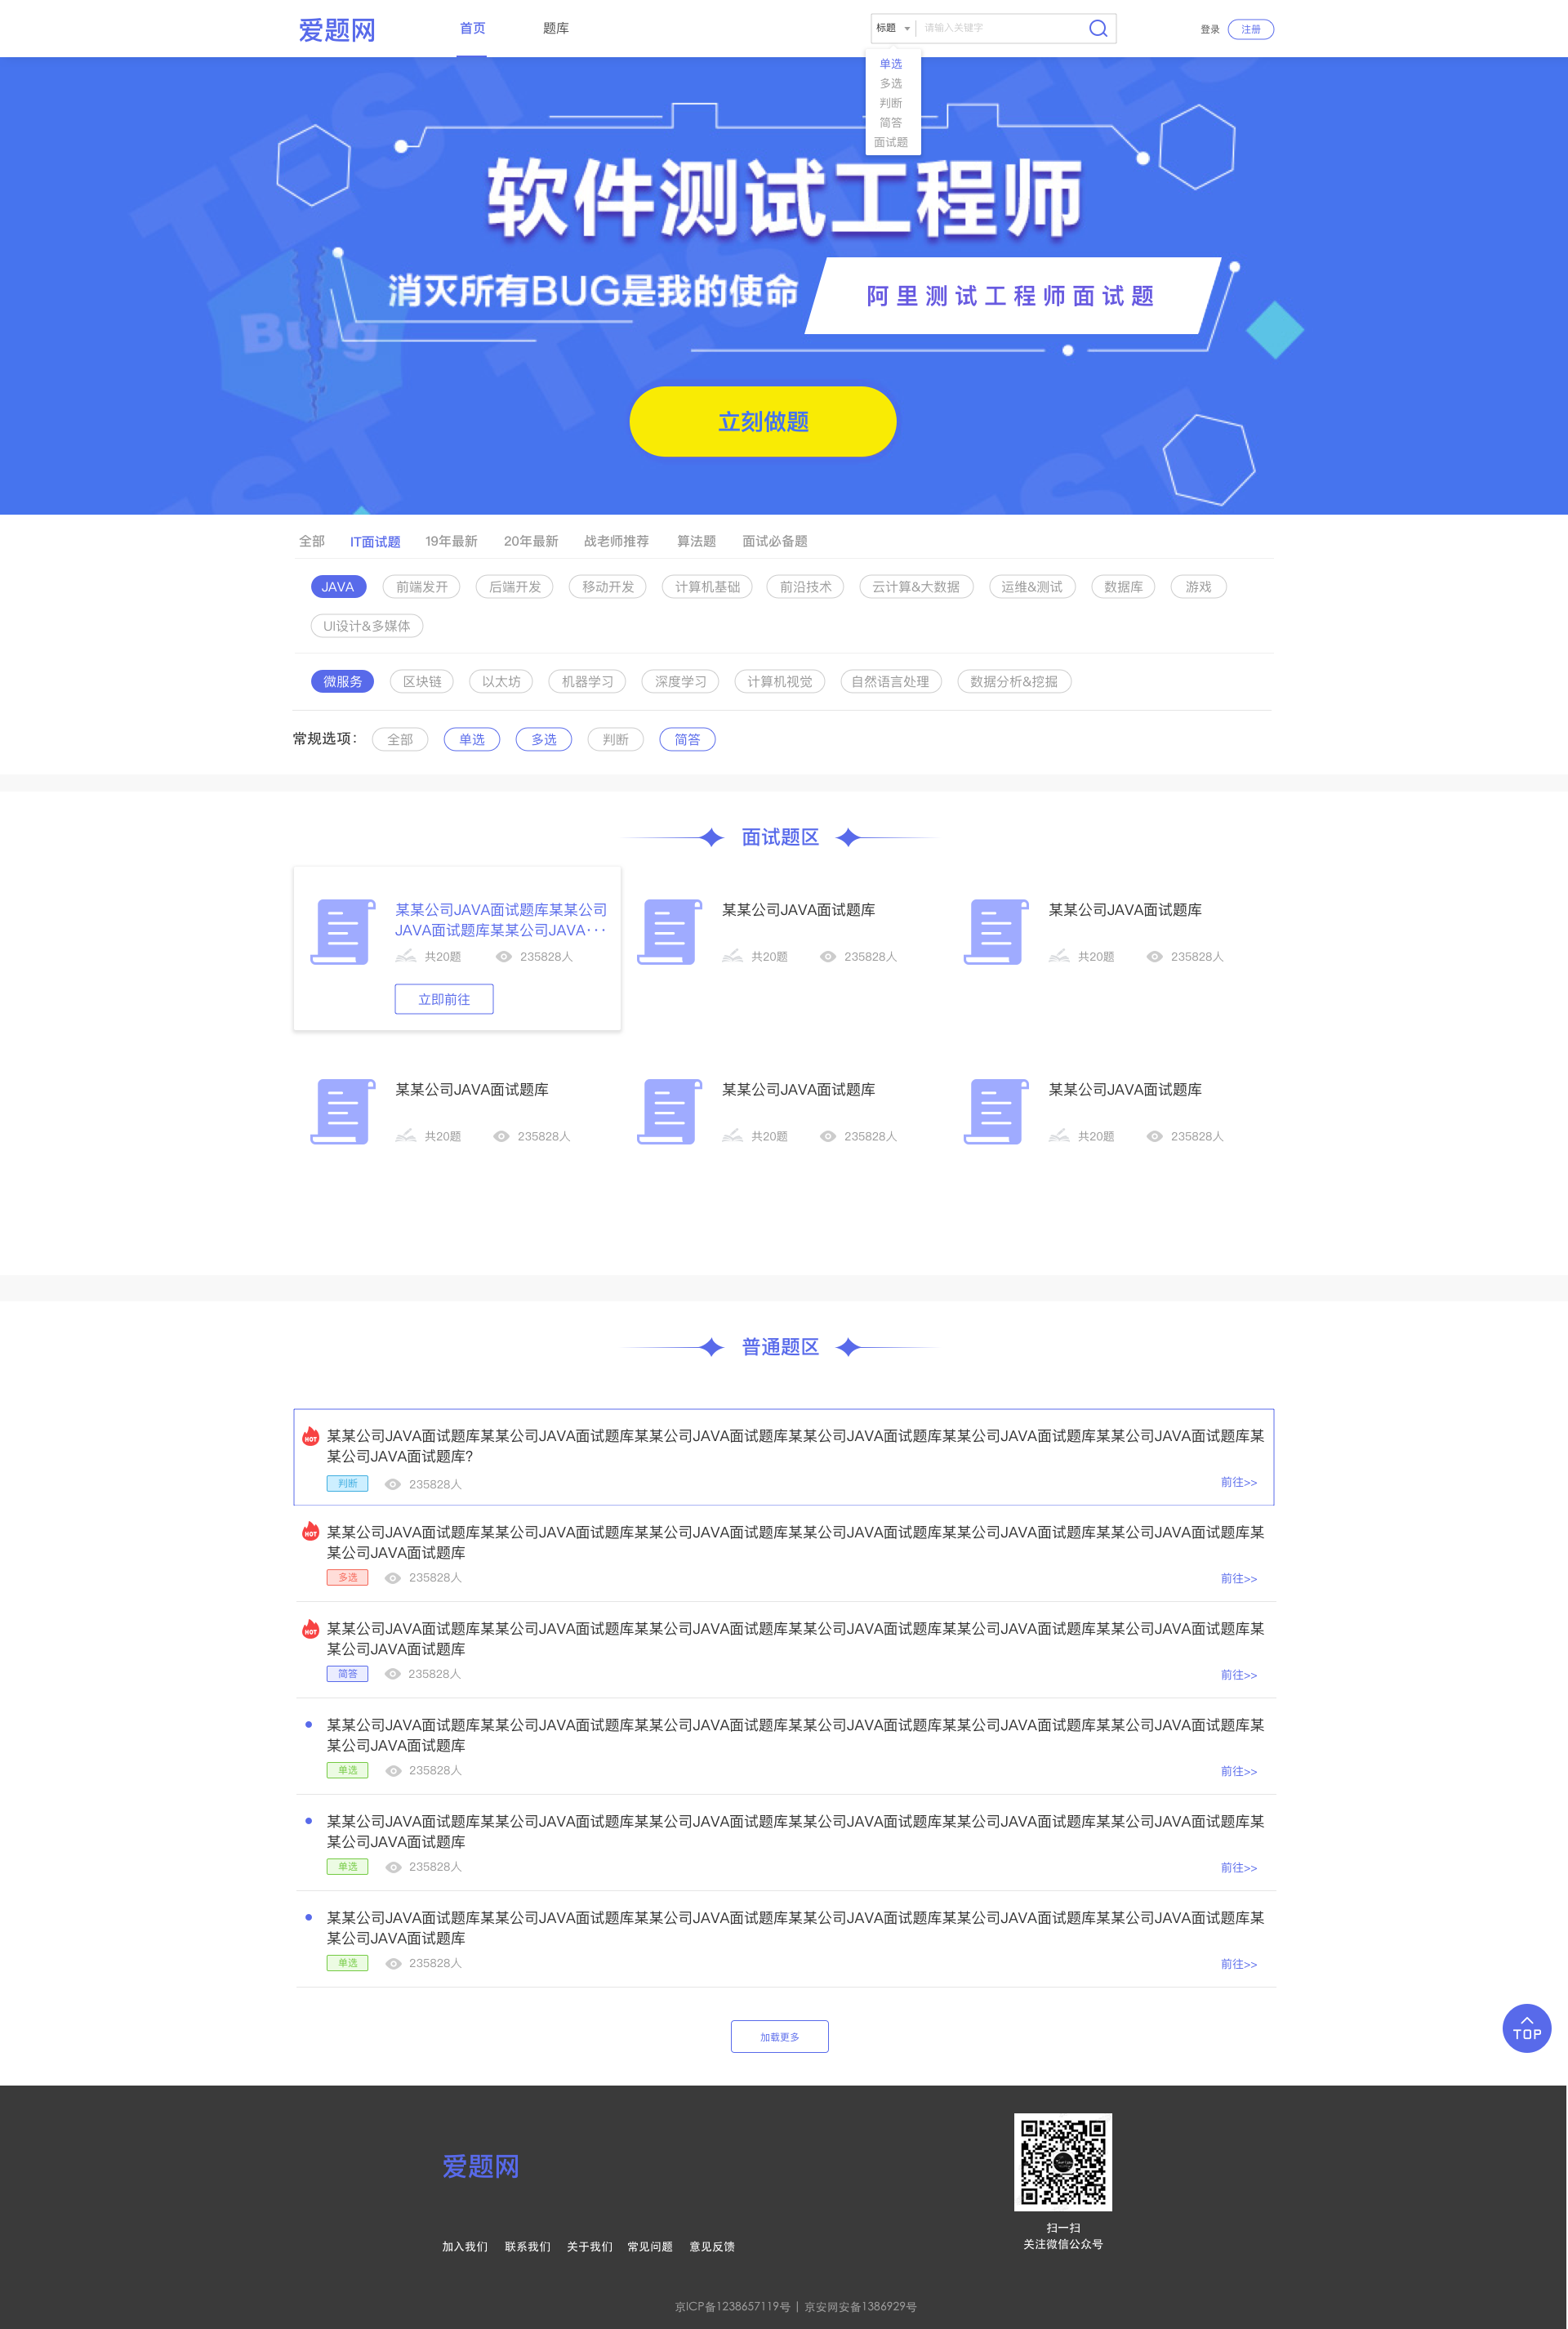 爱题网
首页
题库
标题
请输入关键字
登录
注册
单选
多选
判断
简答
面试题
TEST
TEST
TEST
软件测试工程师
消灭所有BUG是我的使命
阿里测试工程师面试题
Bug
TEST
TEST
TEST
立刻做题
全部 IT面试题 19年最新 20年最新 战老师推荐 算法题 面试必备题
JAVA 前端发开 后端开发 移动开发 计算机基础 前沿技术 云计算&大数据 运维&测试 数据库 游戏
UI设计&多媒体
微服务 区块链 以太坊 机器学习 深度学习 计算机视觉 自然语言处理 数据分析&挖掘
常规选项: 全部 单选 多选 判断 简答
面试题区
某某公司JAVA面试题库某某公司
JAVA面试题库某某公司JAVA···
共20题 235828人
立即前往
某某公司JAVA面试题库
共20题 235828人
某某公司JAVA面试题库
共20题 235828人
某某公司JAVA面试题库
共20题 235828人
某某公司JAVA面试题库
共20题 235828人
某某公司JAVA面试题库
共20题 235828人
普通题区
HOT 某某公司JAVA面试题库某某公司JAVA面试题库某某公司JAVA面试题库某某公司JAVA面试题库某某公司JAVA面试题库某某公司JAVA面试题库某
某公司JAVA面试题库?
判断 235828人 前往>>
HOT 某某公司JAVA面试题库某某公司JAVA面试题库某某公司JAVA面试题库某某公司JAVA面试题库某某公司JAVA面试题库某某公司JAVA面试题库某
某公司JAVA面试题库
多选 235828人 前往>>
HOT 某某公司JAVA面试题库某某公司JAVA面试题库某某公司JAVA面试题库某某公司JAVA面试题库某某公司JAVA面试题库某某公司JAVA面试题库某
某公司JAVA面试题库
简答 235828人 前往>>
某某公司JAVA面试题库某某公司JAVA面试题库某某公司JAVA面试题库某某公司JAVA面试题库某某公司JAVA面试题库某某公司JAVA面试题库某
某公司JAVA面试题库
单选 235828人 前往>>
某某公司JAVA面试题库某某公司JAVA面试题库某某公司JAVA面试题库某某公司JAVA面试题库某某公司JAVA面试题库某某公司JAVA面试题库某
某公司JAVA面试题库
单选 235828人 前往>>
某某公司JAVA面试题库某某公司JAVA面试题库某某公司JAVA面试题库某某公司JAVA面试题库某某公司JAVA面试题库某某公司JAVA面试题库某
某公司JAVA面试题库
单选 235828人 前往>>
加载更多
TOP
爱题网
加入我们 联系我们 关于我们 常见问题 意见反馈
扫一扫
关注微信公众号
京ICP备1238657119号 | 京安网安备1386929号